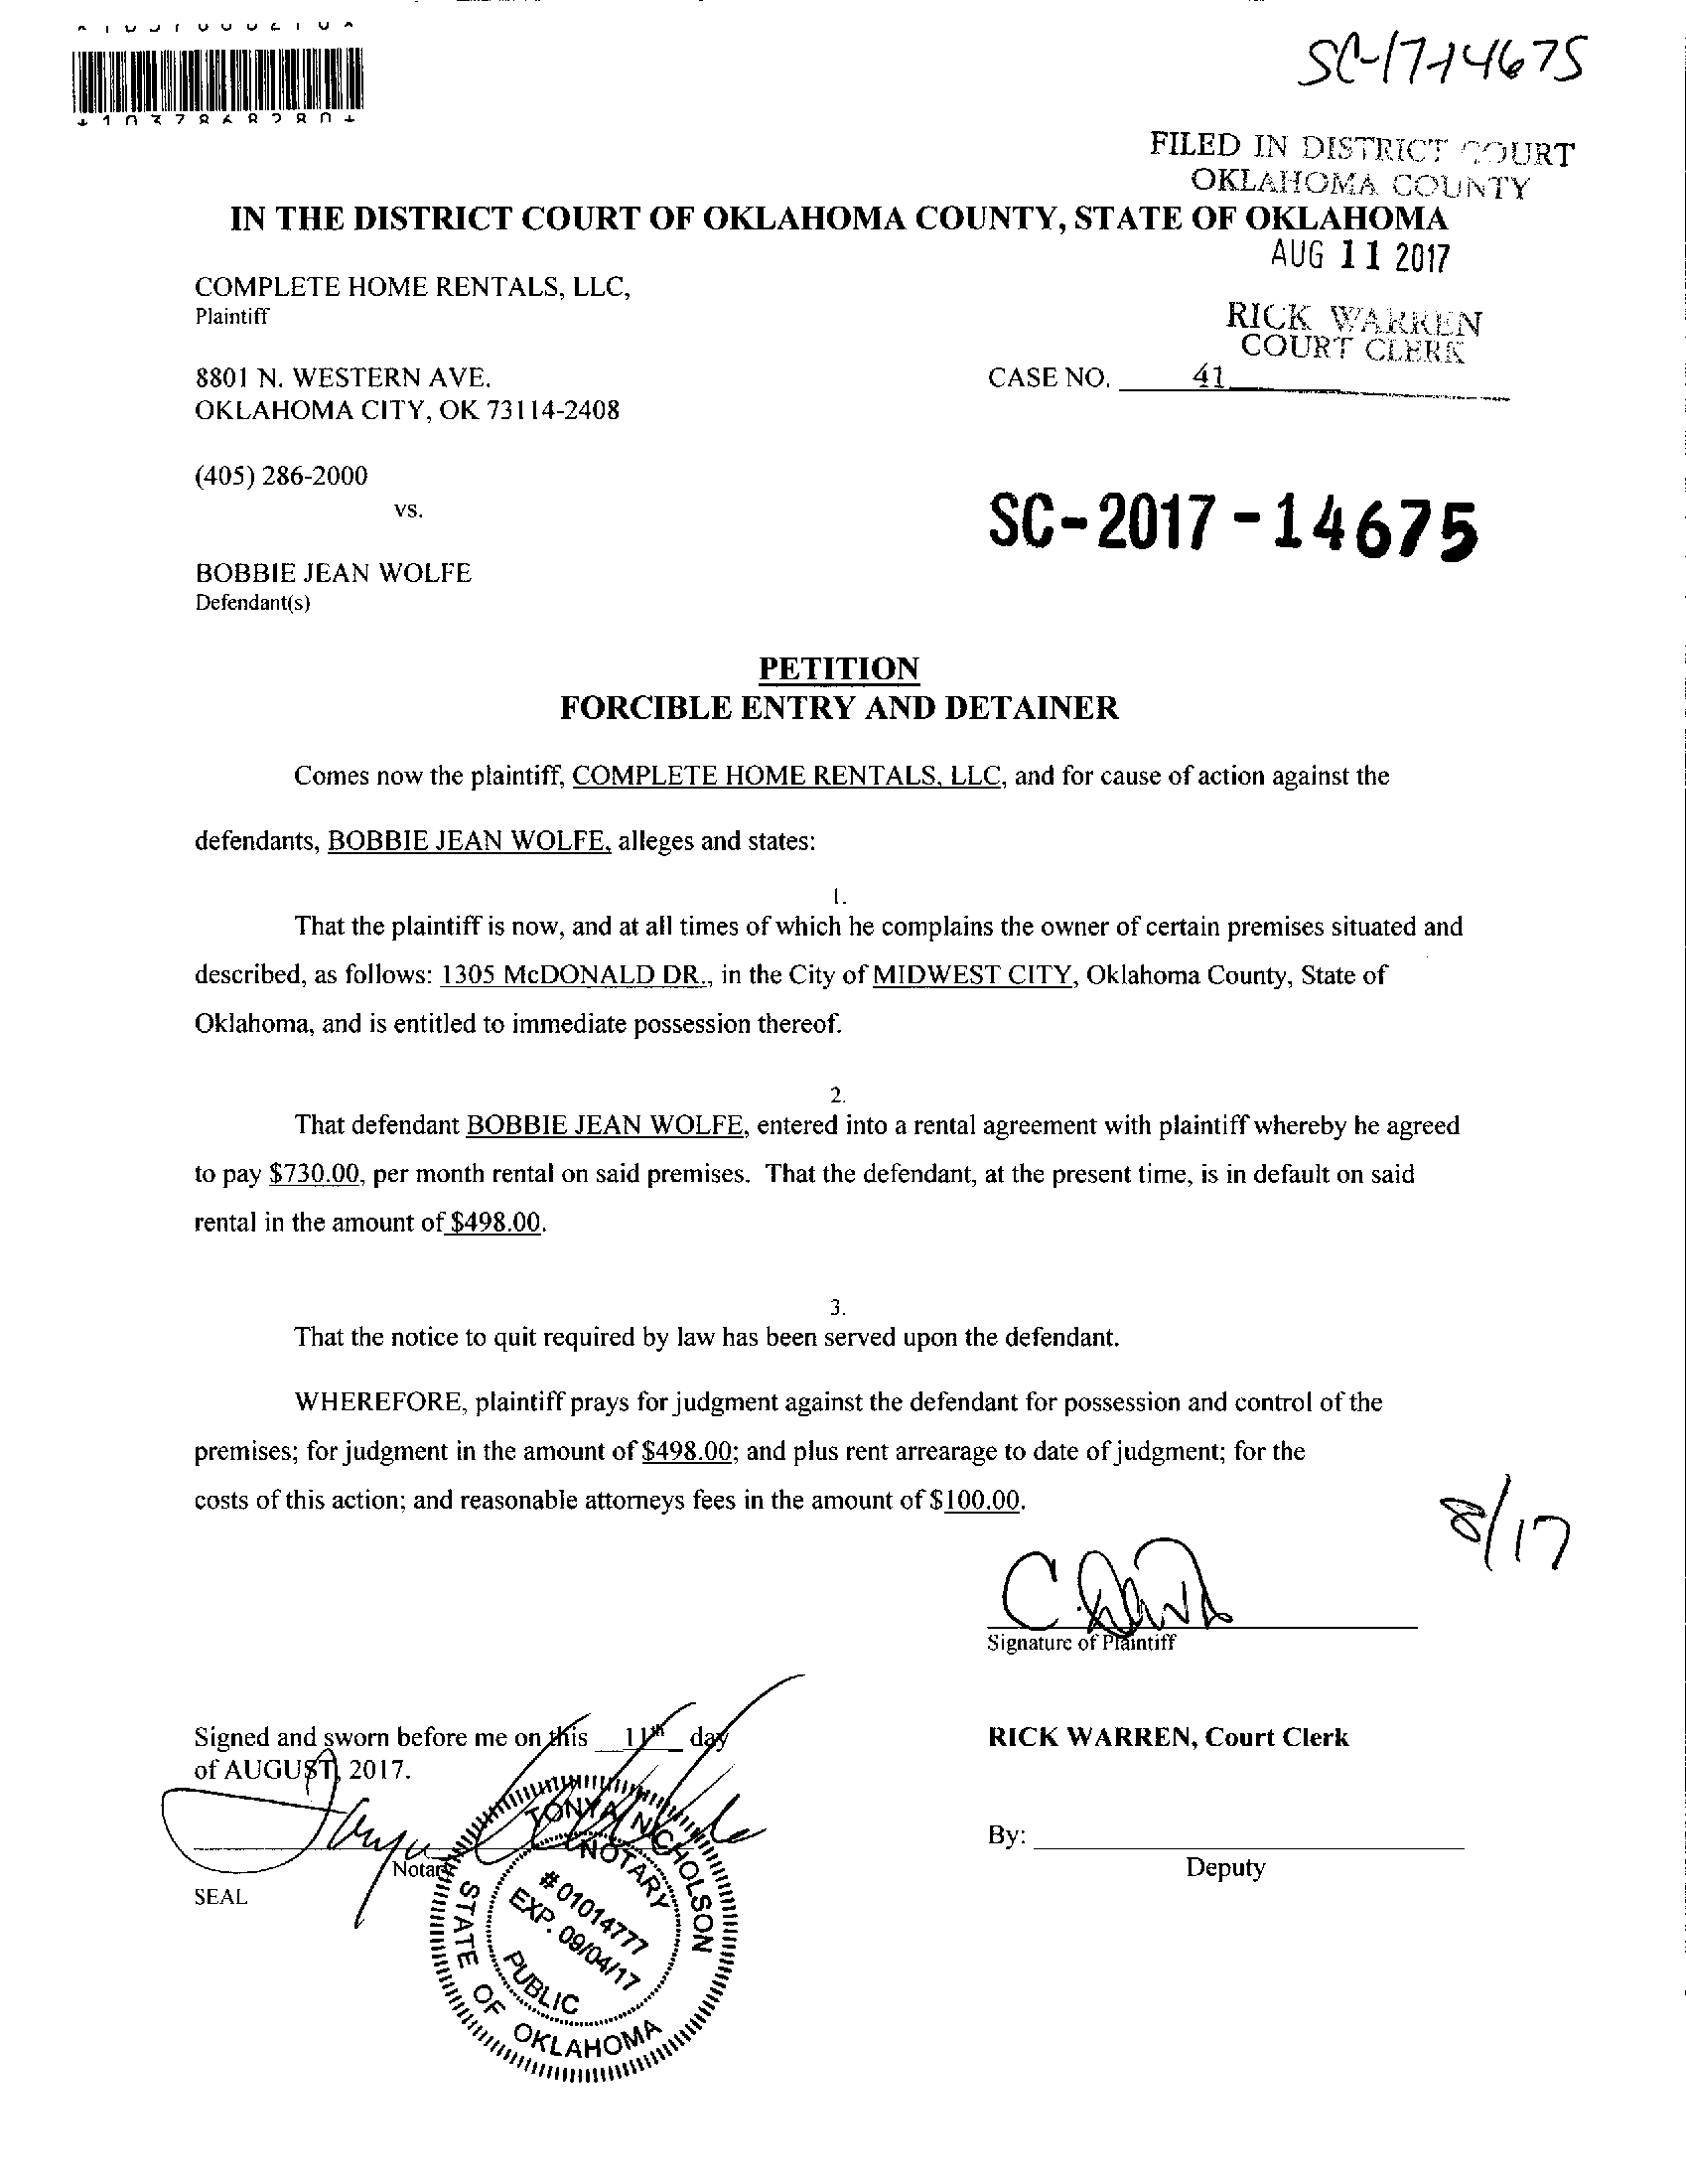 SC-17-14675
FILED IN DISTRICT COURT
OKLAHOMA COUNTY
IN THE DISTRICT COURT OF OKLAHOMA COUNTY, STATE OF OKLAHOMA
AUG 11 2017
COMPLETE HOME RENTALS, LLC,
Plaintiff
RICK WARREN
COURT CLERK
8801 N. WESTERN AVE.
CASE NO. 41
OKLAHOMA CITY, OK 73114-2408
(405) 286-2000
vs.
SC-2017-14675
BOBBIE JEAN WOLFE
Defendant(s)
PETITION
FORCIBLE ENTRY AND DETAINER
Comes now the plaintiff, COMPLETE HOME RENTALS, LLC, and for cause of action against the
defendants, BOBBIE JEAN WOLFE, alleges and states:
1.
That the plaintiff is now, and at all times of which he complains the owner of certain premises situated and
described, as follows: 1305 McDONALD DR., in the City of MIDWEST CITY, Oklahoma County, State of
Oklahoma, and is entitled to immediate possession thereof.
2.
That defendant BOBBIE JEAN WOLFE, entered into a rental agreement with plaintiff whereby he agreed
to pay $730.00, per month rental on said premises. That the defendant, at the present time, is in default on said
rental in the amount of $498.00.
3.
That the notice to quit required by law has been served upon the defendant.
WHEREFORE, plaintiff prays for judgment against the defendant for possession and control of the
premises; for judgment in the amount of $498.00; and plus rent arrearage to date of judgment; for the
costs of this action; and reasonable attorneys fees in the amount of $100.00.
8/17
Signature of Plaintiff
Signed and sworn before me on this 11th day
RICK WARREN, Court Clerk
of AUGUST, 2017.
By:
Notary
Deputy
SEAL
TONYA NICHOLSON
NOTARY
# 01014777
EXP. 09/04/17
PUBLIC
STATE OF OKLAHOMA